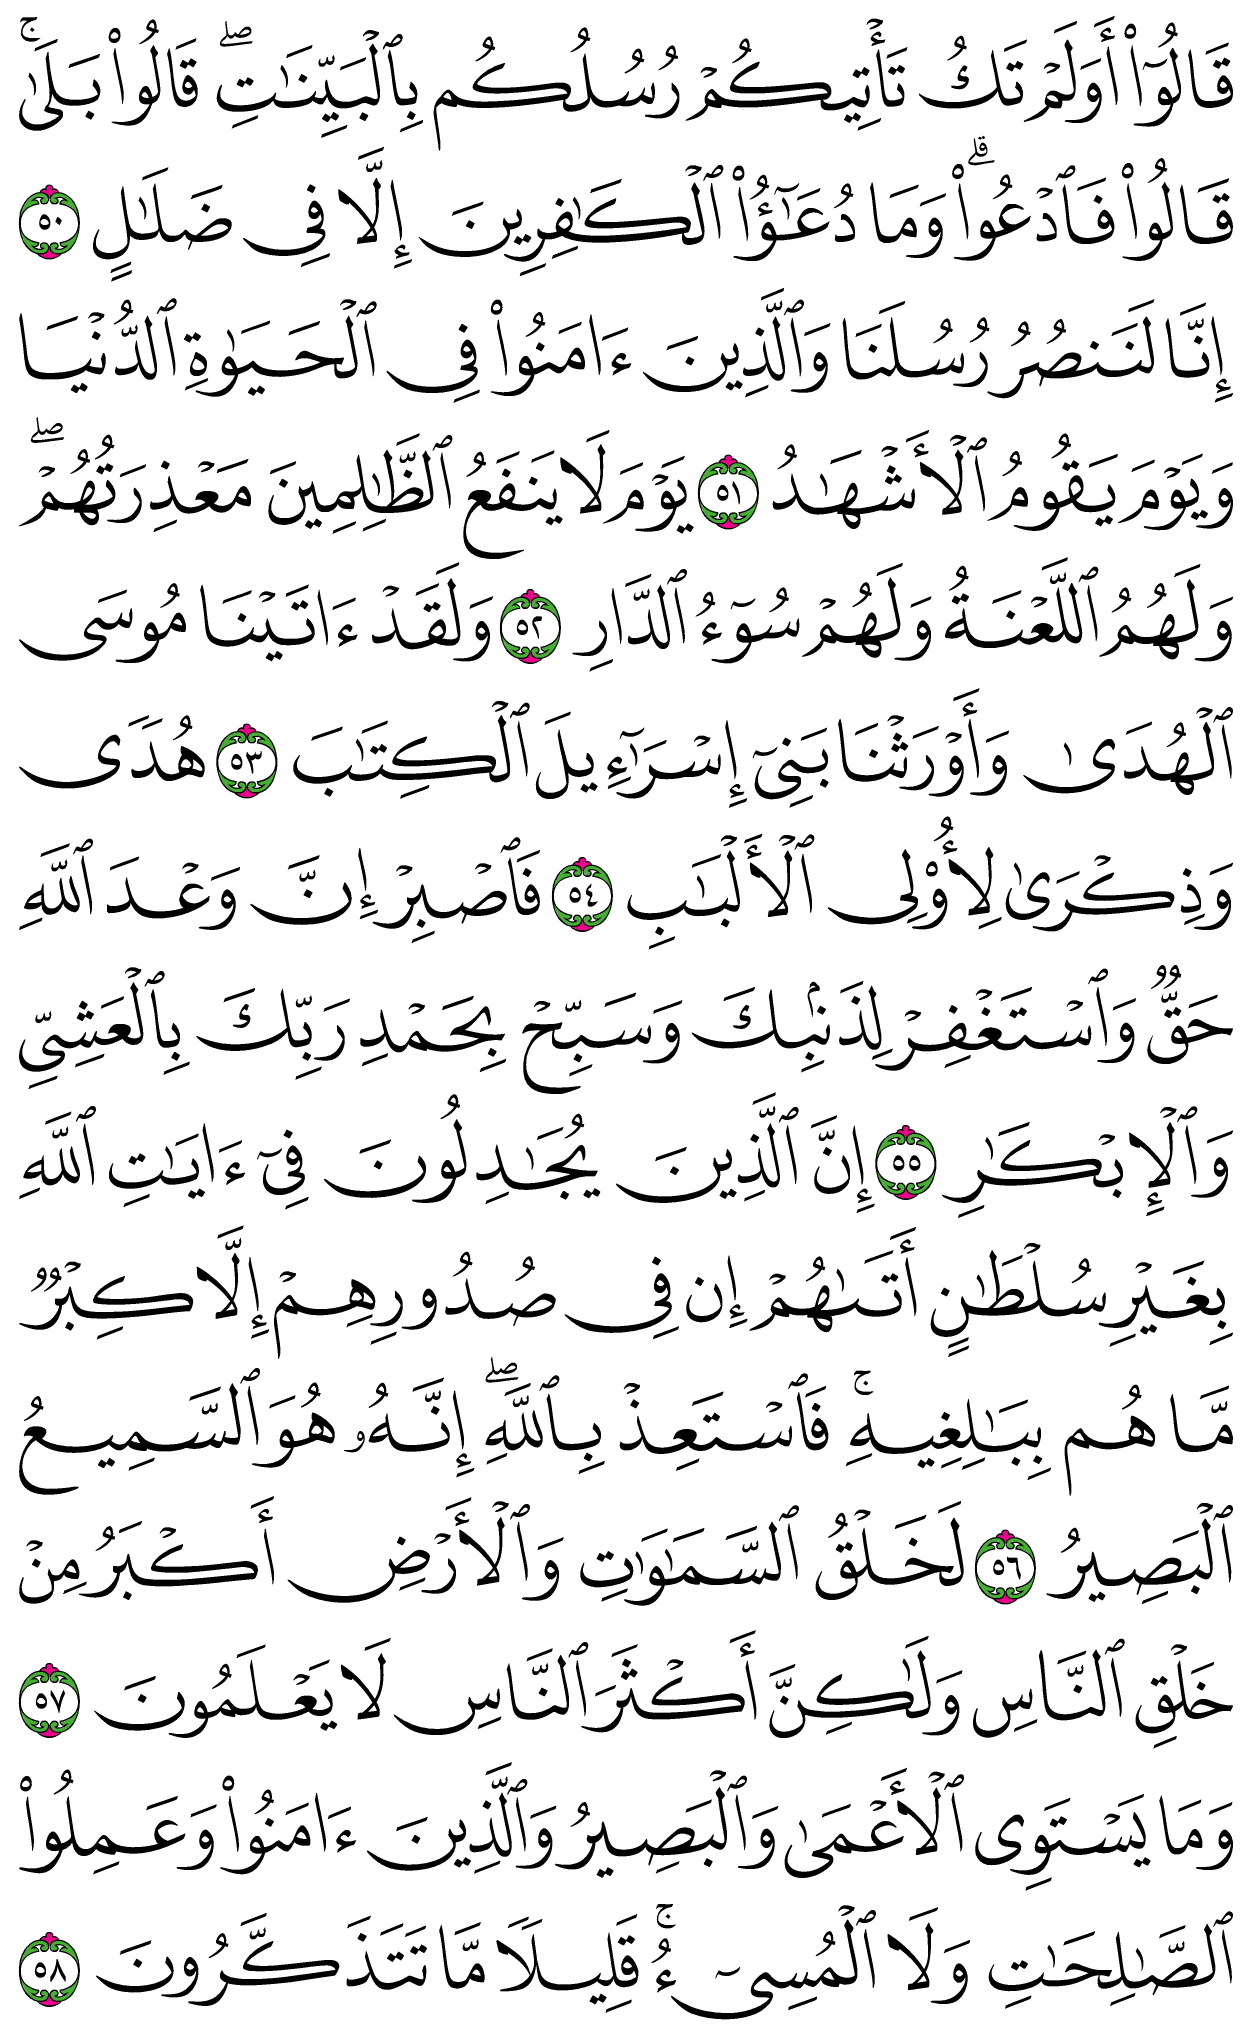 قَالُوٓا۟ أَوَلَمْ تَكُ تَأْتِيكُمْ رُسُلُكُم بِٱلْبَيِّنَـٰتِ ۖ قَالُوا۟ بَلَىٰ ۚ
قَالُوا۟ فَٱدْعُوا۟ ۗ وَمَا دُعَـٰٓؤُا۟ ٱلْكَـٰفِرِينَ إِلَّا فِى ضَلَـٰلٍ ٥٠
إِنَّا لَنَنصُرُ رُسُلَنَا وَٱلَّذِينَ ءَامَنُوا۟ فِى ٱلْحَيَوٰةِ ٱلدُّنْيَا
وَيَوْمَ يَقُومُ ٱلْأَشْهَـٰدُ ٥١ يَوْمَ لَا يَنفَعُ ٱلظَّـٰلِمِينَ مَعْذِرَتُهُمْ ۖ
وَلَهُمُ ٱللَّعْنَةُ وَلَهُمْ سُوٓءُ ٱلدَّارِ ٥٢ وَلَقَدْ ءَاتَيْنَا مُوسَى
ٱلْهُدَىٰ وَأَوْرَثْنَا بَنِىٓ إِسْرَـٰٓءِيلَ ٱلْكِتَـٰبَ ٥٣ هُدًى
وَذِكْرَىٰ لِأُو۟لِى ٱلْأَلْبَـٰبِ ٥٤ فَٱصْبِرْ إِنَّ وَعْدَ ٱللَّهِ
حَقٌّ وَٱسْتَغْفِرْ لِذَنۢبِكَ وَسَبِّحْ بِحَمْدِ رَبِّكَ بِٱلْعَشِىِّ
وَٱلْإِبْكَـٰرِ ٥٥ إِنَّ ٱلَّذِينَ يُجَـٰدِلُونَ فِىٓ ءَايَـٰتِ ٱللَّهِ
بِغَيْرِ سُلْطَـٰنٍ أَتَىٰهُمْ إِن فِى صُدُورِهِمْ إِلَّا كِبْرٌ
مَّا هُم بِبَـٰلِغِيهِ ۚ فَٱسْتَعِذْ بِٱللَّهِ ۖ إِنَّهُۥ هُوَ ٱلسَّمِيعُ
ٱلْبَصِيرُ ٥٦ لَخَلْقُ ٱلسَّمَـٰوَٰتِ وَٱلْأَرْضِ أَكْبَرُ مِنْ
خَلْقِ ٱلنَّاسِ وَلَـٰكِنَّ أَكْثَرَ ٱلنَّاسِ لَا يَعْلَمُونَ ٥٧
وَمَا يَسْتَوِى ٱلْأَعْمَىٰ وَٱلْبَصِيرُ وَٱلَّذِينَ ءَامَنُوا۟ وَعَمِلُوا۟
ٱلصَّـٰلِحَـٰتِ وَلَا ٱلْمُسِىٓءُ ۚ قَلِيلًا مَّا تَتَذَكَّرُونَ ٥٨